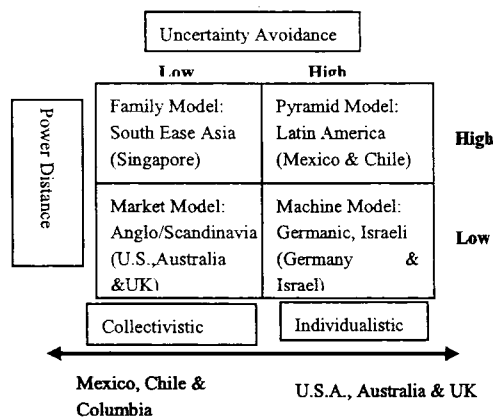 Uncertainty Avoidance
Low High
Power Distance
Family Model:
South Ease Asia
(Singapore)
Pyramid Model:
Latin America
(Mexico & Chile)
High
Market Model:
Anglo/Scandinavia
(U.S.,Australia
&UK)
Machine Model:
Germanic, Israeli
(Germany &
Israel)
Low
Collectivistic
Individualistic
Mexico, Chile &
Columbia
U.S.A., Australia & UK